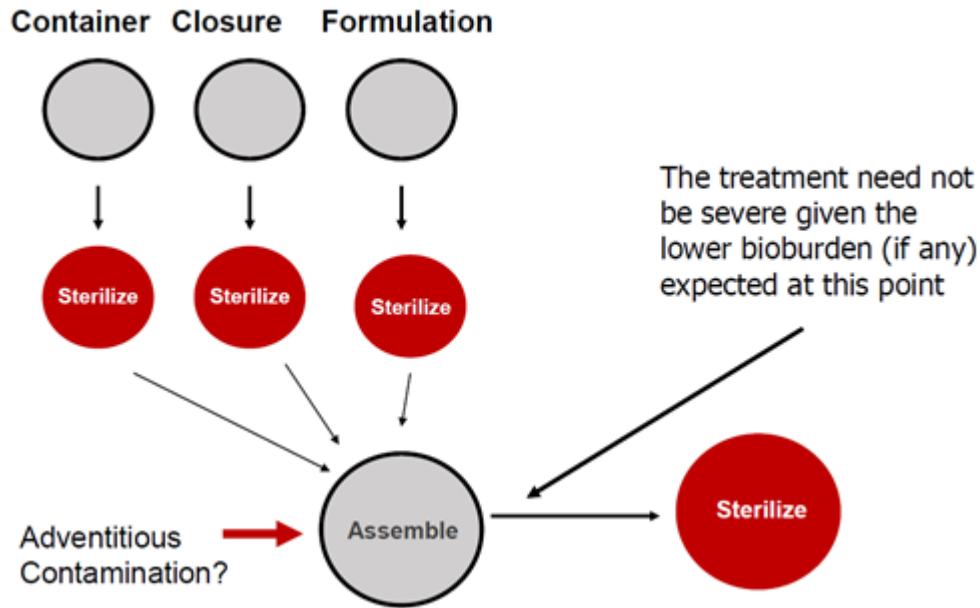 Container Closure Formulation
The treatment need not
be severe given the
lower bioburden (if any)
expected at this point
Sterilize Sterilize Sterilize
Assemble
Sterilize
Adventitious
Contamination?